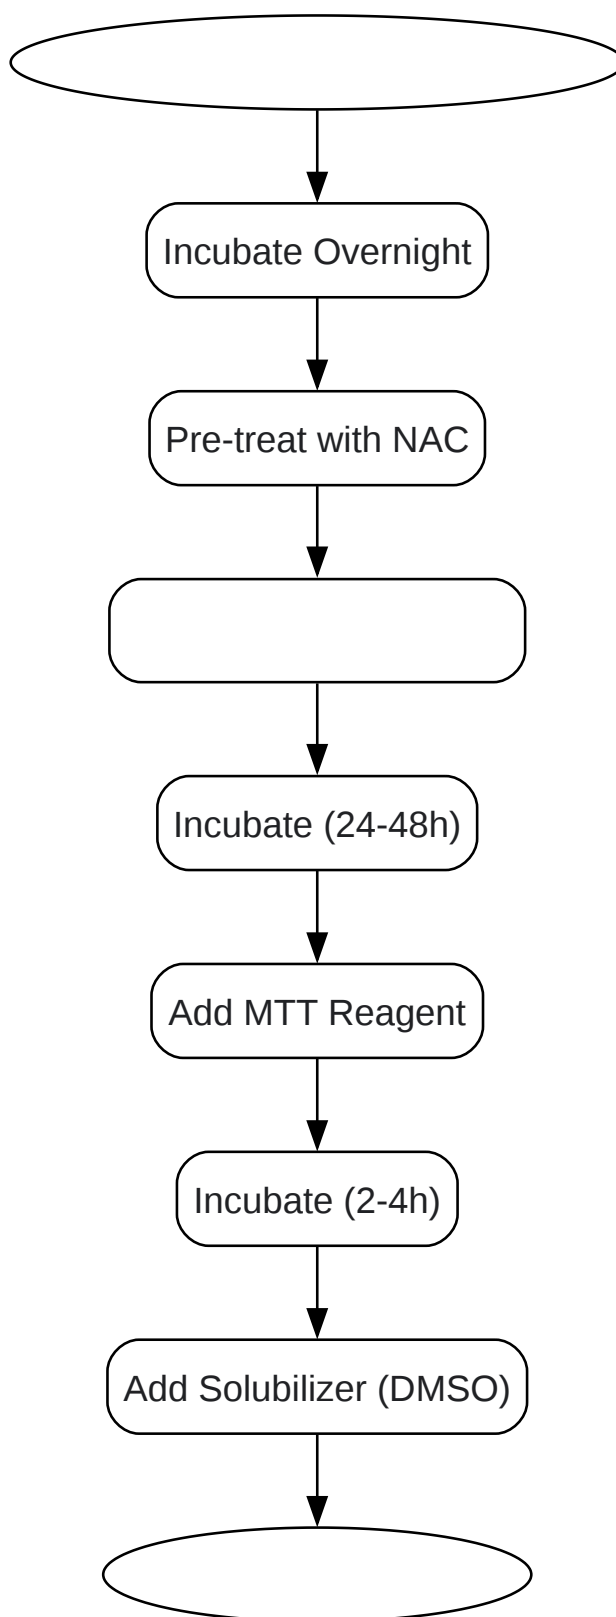 Incubate Overnight
Pre-treat with NAC
Incubate (24-48h)
Add MTT Reagent
Incubate (2-4h)
Add Solubilizer (DMSO)